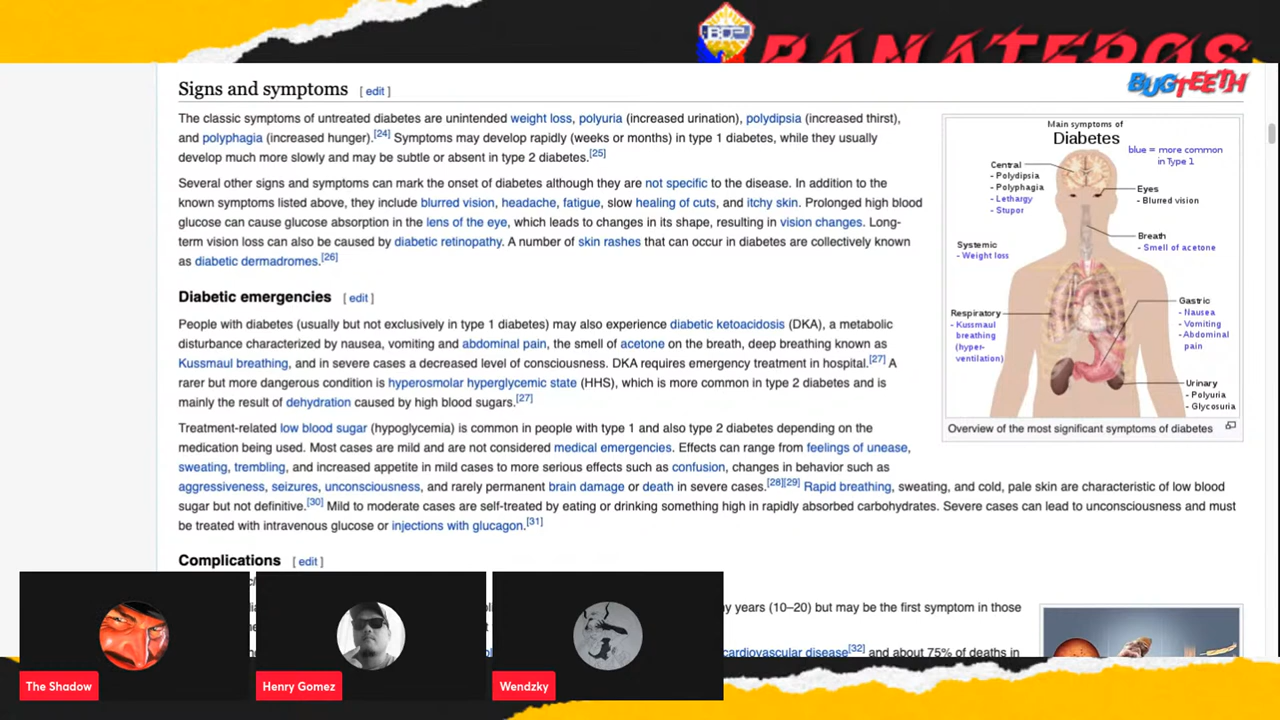 BANATEROS
BUGTEETH
Signs and symptoms [ edit ]
The classic symptoms of untreated diabetes are unintended weight loss, polyuria (increased urination), polydipsia (increased thirst),
and polyphagia (increased hunger).[24] Symptoms may develop rapidly (weeks or months) in type 1 diabetes, while they usually
develop much more slowly and may be subtle or absent in type 2 diabetes.[25]
Several other signs and symptoms can mark the onset of diabetes although they are not specific to the disease. In addition to the
known symptoms listed above, they include blurred vision, headache, fatigue, slow healing of cuts, and itchy skin. Prolonged high blood
glucose can cause glucose absorption in the lens of the eye, which leads to changes in its shape, resulting in vision changes. Long-
term vision loss can also be caused by diabetic retinopathy. A number of skin rashes that can occur in diabetes are collectively known
as diabetic dermadromes.[26]
Main symptoms of
Diabetes
blue = more common
in Type 1
Central
- Polydipsia
- Polyphagia
- Lethargy
- Stupor
Eyes
- Blurred vision
Breath
- Smell of acetone
Systemic
- Weight loss
Respiratory
- Kussmaul
breathing
(hyper-
ventilation)
Gastric
- Nausea
- Vomiting
- Abdominal
pain
Urinary
- Polyuria
- Glycosuria
Overview of the most significant symptoms of diabetes
Diabetic emergencies [ edit ]
People with diabetes (usually but not exclusively in type 1 diabetes) may also experience diabetic ketoacidosis (DKA), a metabolic
disturbance characterized by nausea, vomiting and abdominal pain, the smell of acetone on the breath, deep breathing known as
Kussmaul breathing, and in severe cases a decreased level of consciousness. DKA requires emergency treatment in hospital.[27] A
rarer but more dangerous condition is hyperosmolar hyperglycemic state (HHS), which is more common in type 2 diabetes and is
mainly the result of dehydration caused by high blood sugars.[27]
Treatment-related low blood sugar (hypoglycemia) is common in people with type 1 and also type 2 diabetes depending on the
medication being used. Most cases are mild and are not considered medical emergencies. Effects can range from feelings of unease,
sweating, trembling, and increased appetite in mild cases to more serious effects such as confusion, changes in behavior such as
aggressiveness, seizures, unconsciousness, and rarely permanent brain damage or death in severe cases.[28][29] Rapid breathing, sweating, and cold, pale skin are characteristic of low blood
sugar but not definitive.[30] Mild to moderate cases are self-treated by eating or drinking something high in rapidly absorbed carbohydrates. Severe cases can lead to unconsciousness and must
be treated with intravenous glucose or injections with glucagon.[31]
Complications [ edit ]
years (10–20) but may be the first symptom in those
cardiovascular disease[32] and about 75% of deaths in
The Shadow
Henry Gomez
Wendzky